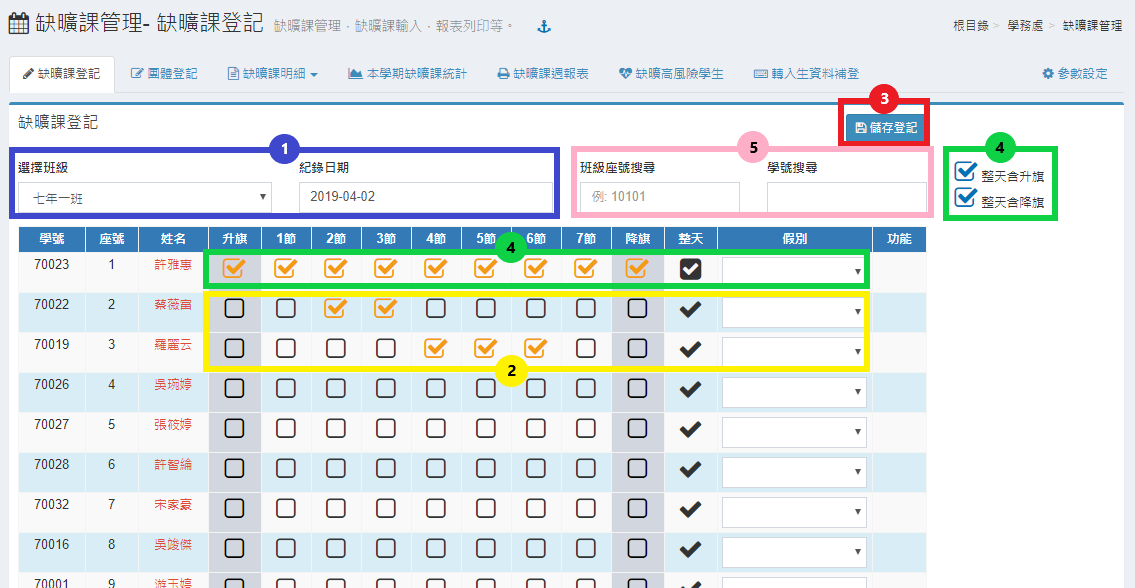 缺曠課管理- 缺曠課登記 缺曠課管理﹑缺曠課輸入﹑報表列印等。 根目錄 > 學務處 > 缺曠課管理
缺曠課登記 團體登記 缺曠課明細 本學期缺曠課統計 缺曠課週報表 缺曠高風險學生 轉入生資料補登 參數設定
缺曠課登記
3
儲存登記
1
5
4
選擇班級 紀錄日期 班級座號搜尋 學號搜尋
七年一班 2019-04-02 例: 10101
整天含升旗
整天含降旗
學號 座號 姓名 升旗 1節 2節 3節 4節 5節 6節 7節 降旗 整天 假別 功能
4
70023 1 許雅惠
70022 2
70019 3 羅麗云
2
70026 4 吳琬婷
70027 5 張筱婷
70028 6 許智綸
70032 7 宋家豪
70016 8 吳竣傑
70001 9 游玉婷